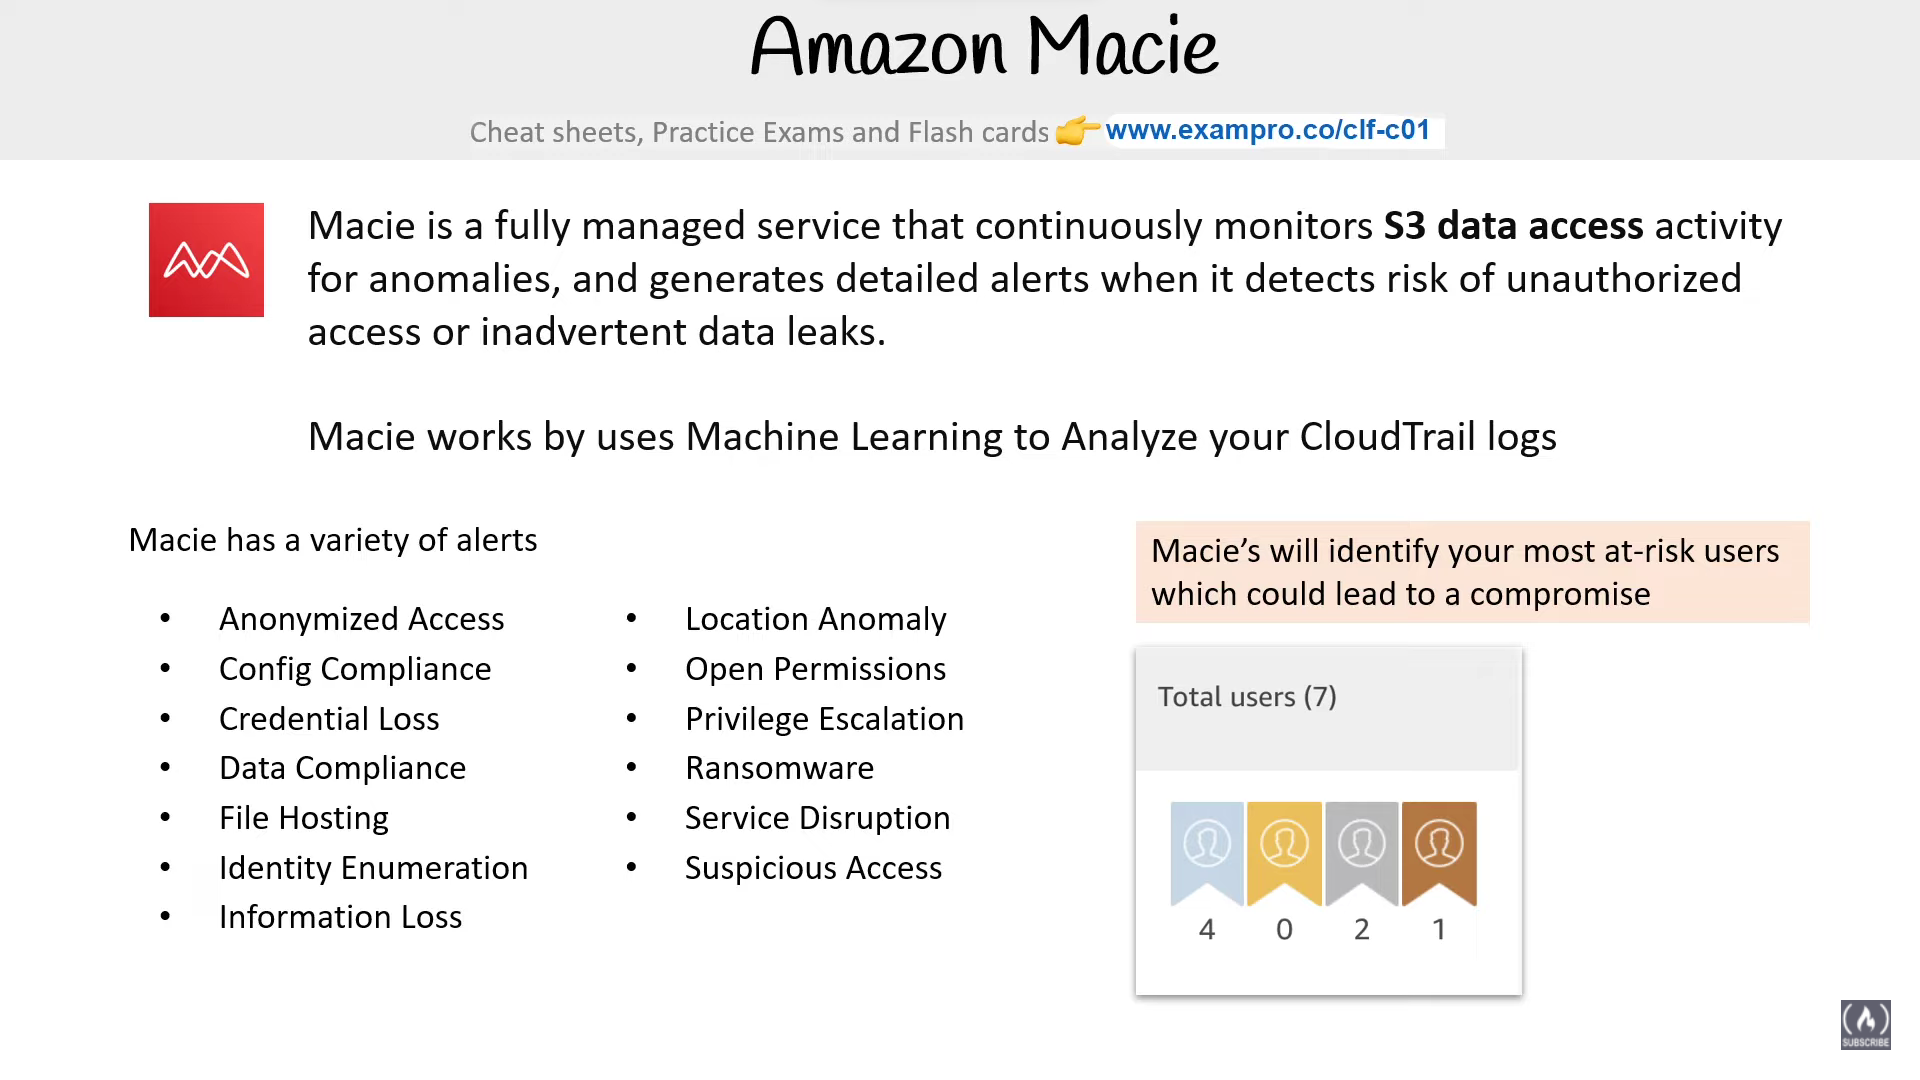 Amazon Macie
Cheat sheets, Practice Exams and Flash cards 👉 www.exampro.co/clf-c01
Macie is a fully managed service that continuously monitors S3 data access activity
for anomalies, and generates detailed alerts when it detects risk of unauthorized
access or inadvertent data leaks.
Macie works by uses Machine Learning to Analyze your CloudTrail logs
Macie has a variety of alerts
• Anonymized Access
• Config Compliance
• Credential Loss
• Data Compliance
• File Hosting
• Identity Enumeration
• Information Loss
• Location Anomaly
• Open Permissions
• Privilege Escalation
• Ransomware
• Service Disruption
• Suspicious Access
Macie’s will identify your most at-risk users
which could lead to a compromise
Total users (7)
4 0 2 1
SUBSCRIBE